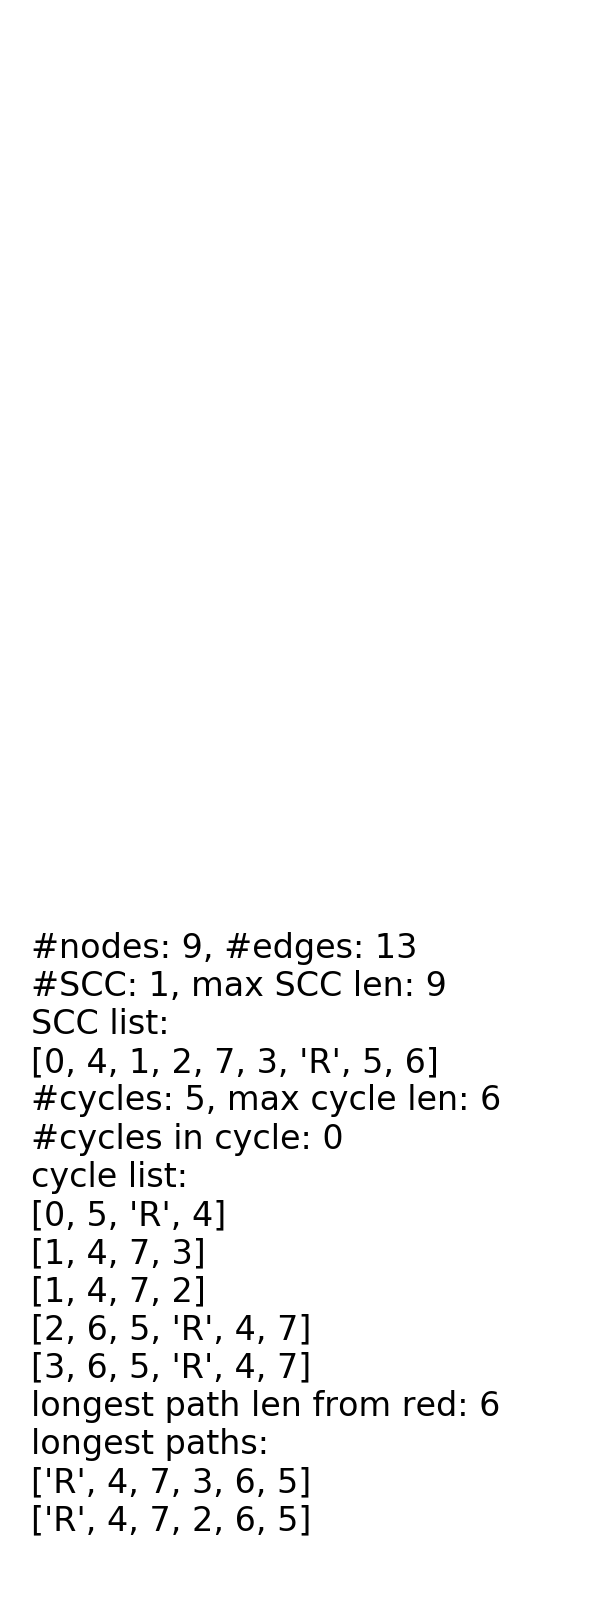 #nodes: 9, #edges: 13
#SCC: 1, max SCC len: 9
SCC list:
[0, 4, 1, 2, 7, 3, 'R', 5, 6]
#cycles: 5, max cycle len: 6
#cycles in cycle: 0
cycle list:
[0, 5, 'R', 4]
[1, 4, 7, 3]
[1, 4, 7, 2]
[2, 6, 5, 'R', 4, 7]
[3, 6, 5, 'R', 4, 7]
longest path len from red: 6
longest paths:
['R', 4, 7, 3, 6, 5]
['R', 4, 7, 2, 6, 5]